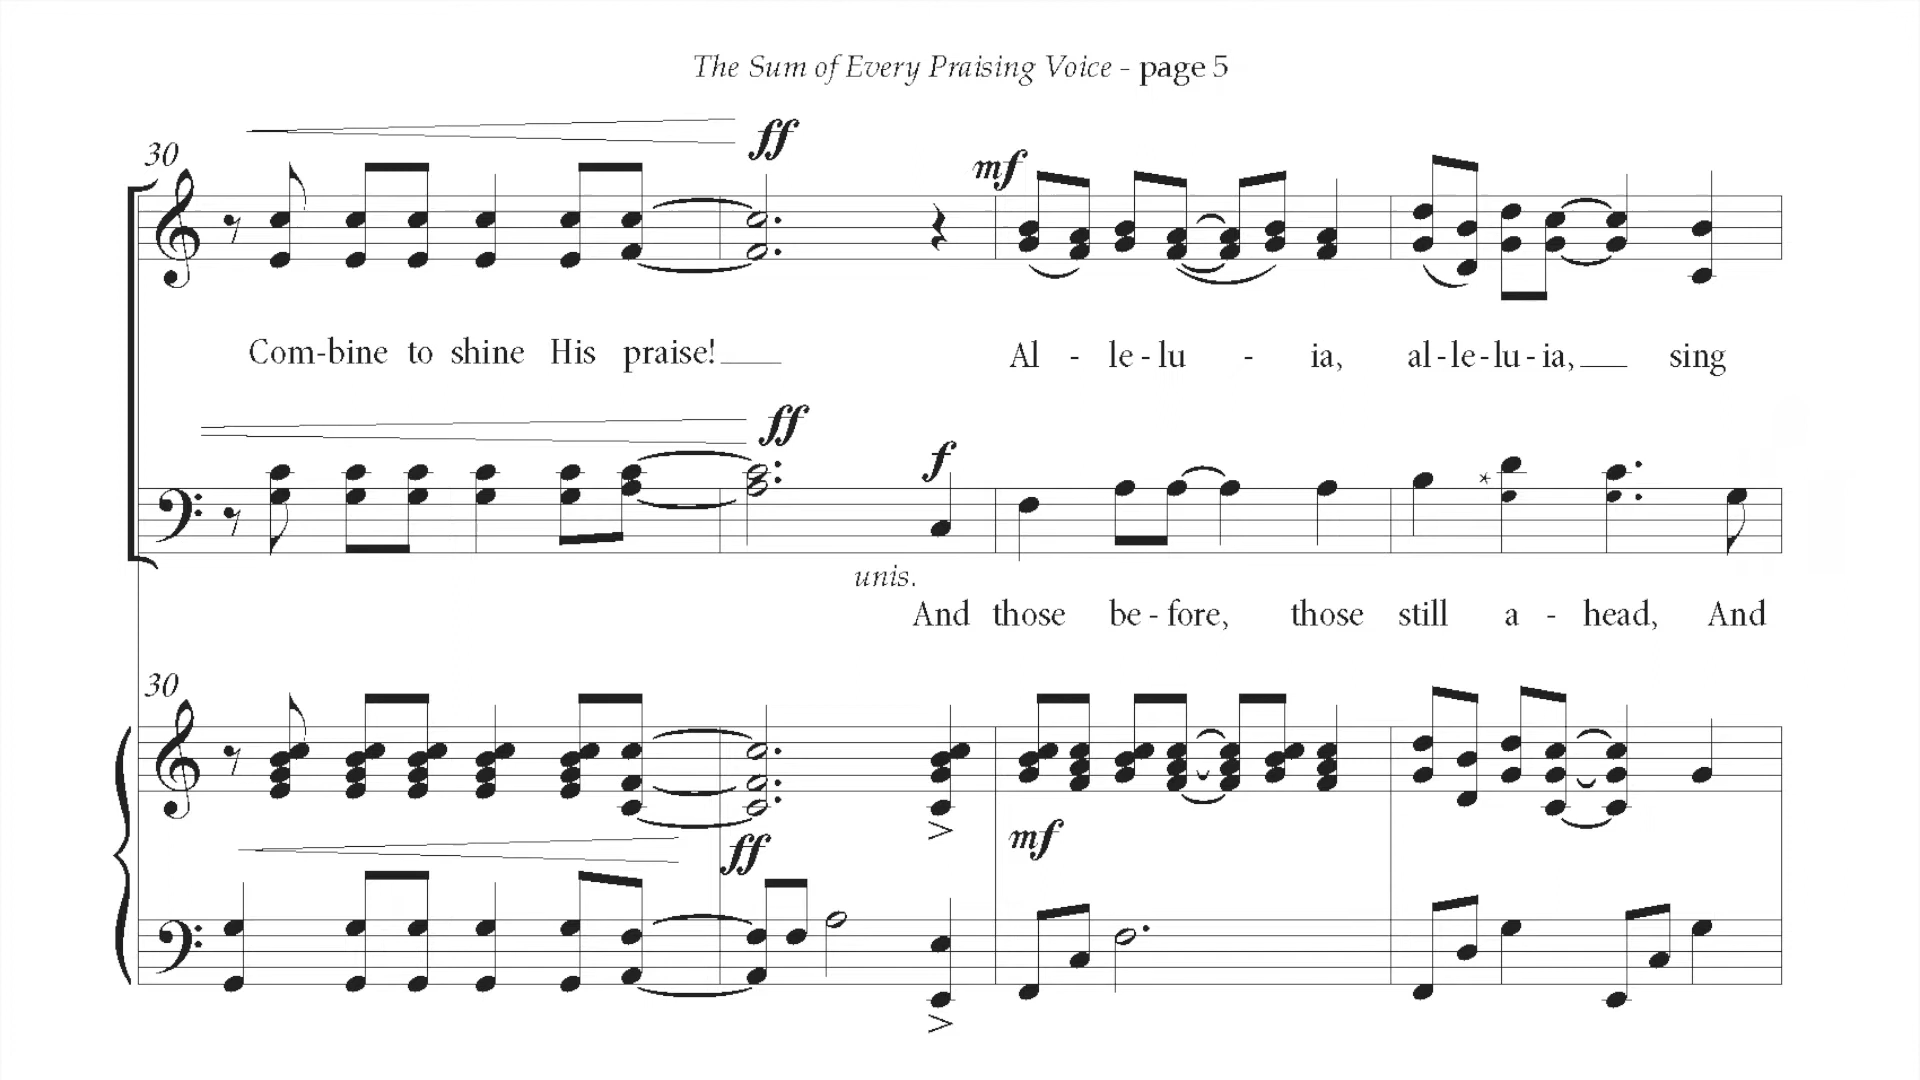 The Sum of Every Praising Voice - page 5
ff
30
mf
Com-bine to shine His praise! Al - le-lu - ia, al-le-lu-ia, sing
ff
f
*
unis.
And those be-fore, those still a - head, And
30
ff
mf